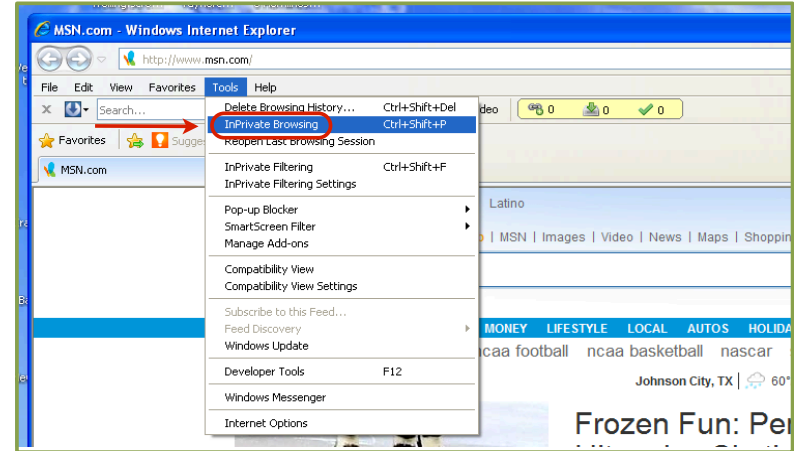 MSN.com - Windows Internet Explorer
http://www.msn.com/
File Edit View Favorites Tools Help
Search...
deo 0 0 0
Favorites
MSN.com
Delete Browsing History... Ctrl+Shift+Del
InPrivate Browsing Ctrl+Shift+P
Reopen Last Browsing Session
InPrivate Filtering Ctrl+Shift+F
InPrivate Filtering Settings
Pop-up Blocker
SmartScreen Filter
Manage Add-ons
Compatibility View
Compatibility View Settings
Subscribe to this Feed...
Feed Discovery
Windows Update
Developer Tools F12
Windows Messenger
Internet Options
Latino
| MSN | Images | Video | News | Maps | Shoppin
MONEY LIFESTYLE LOCAL AUTOS HOLIDA
ncaa football ncaa basketball nascar
Johnson City, TX | 60°
Frozen Fun: Per